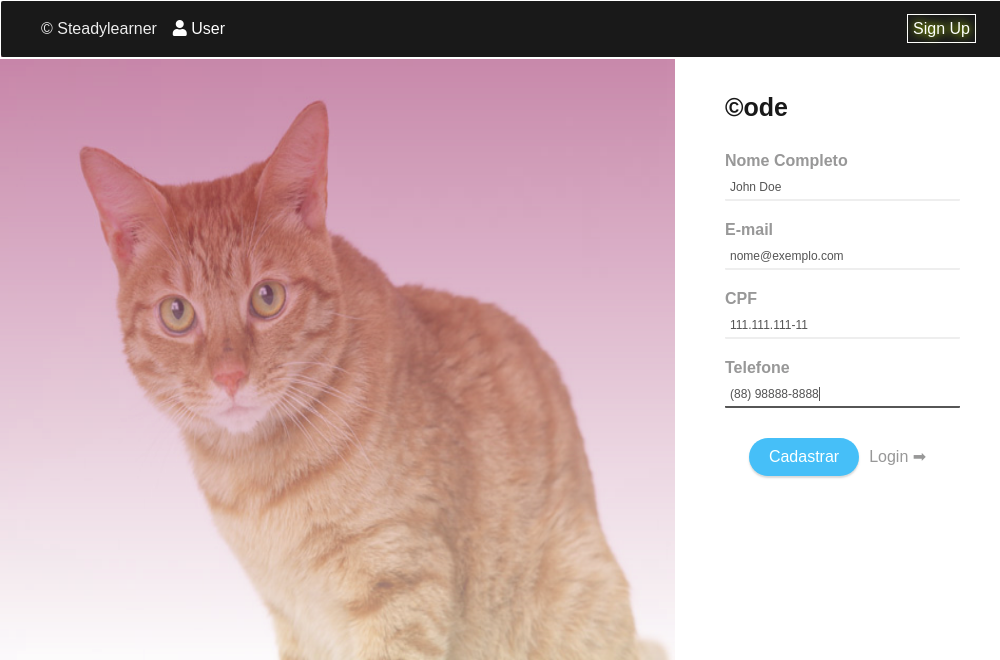 © Steadylearner User Sign Up
©ode
Nome Completo
John Doe
E-mail
nome@exemplo.com
CPF
111.111.111-11
Telefone
(88) 98888-8888
Cadastrar Login ➡